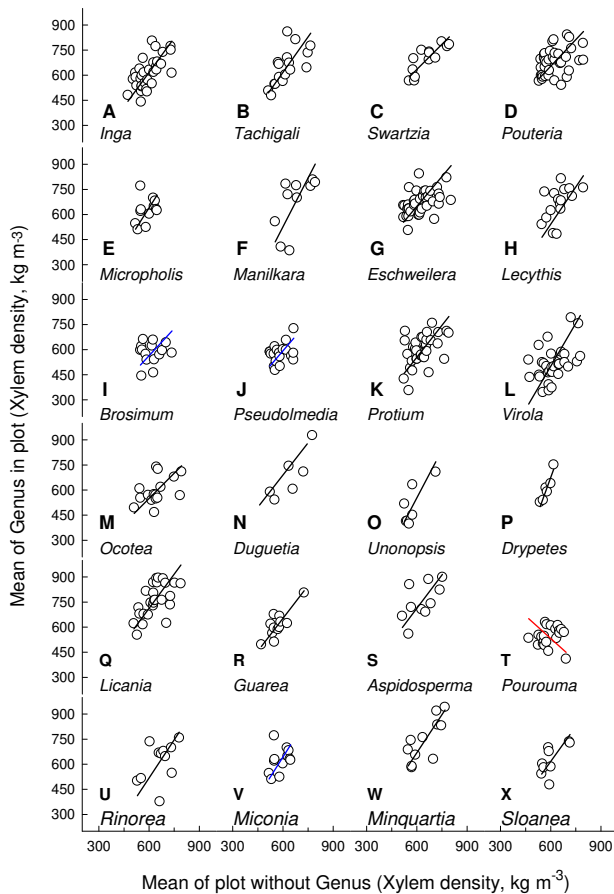 Mean of Genus in plot (Xylem density, kg m-3)
900
750
600
450
300
A
Inga
B
Tachigali
C
Swartzia
D
Pouteria
900
750
600
450
300
E
Micropholis
F
Manilkara
G
Eschweilera
H
Lecythis
900
750
600
450
300
I
Brosimum
J
Pseudolmedia
K
Protium
L
Virola
900
750
600
450
300
M
Ocotea
N
Duguetia
O
Unonopsis
P
Drypetes
900
750
600
450
300
Q
Licania
R
Guarea
S
Aspidosperma
T
Pourouma
900
750
600
450
300
U
Rinorea
V
Miconia
W
Minquartia
X
Sloanea
300 600 900 300 600 900 300 600 900 300 600 900
Mean of plot without Genus (Xylem density, kg m-3)